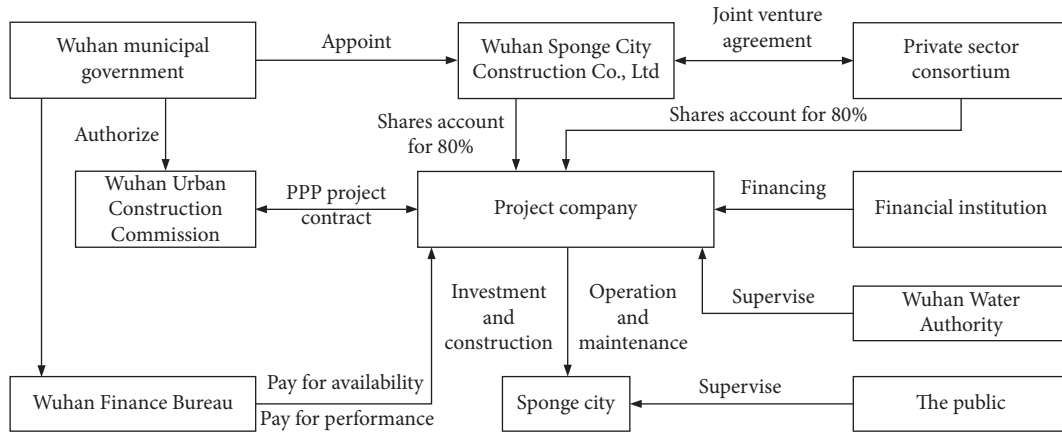 Wuhan municipal
government
Appoint
Wuhan Sponge City
Construction Co., Ltd
Joint venture
agreement
Private sector
consortium
Authorize
Shares account
for 80%
Shares account for 80%
Wuhan Urban
Construction
Commission
PPP project
contract
Project company
Financing
Financial institution
Investment
and
construction
Operation
and
maintenance
Supervise
Wuhan Water
Authority
Wuhan Finance Bureau
Pay for availability
Pay for performance
Sponge city
Supervise
The public